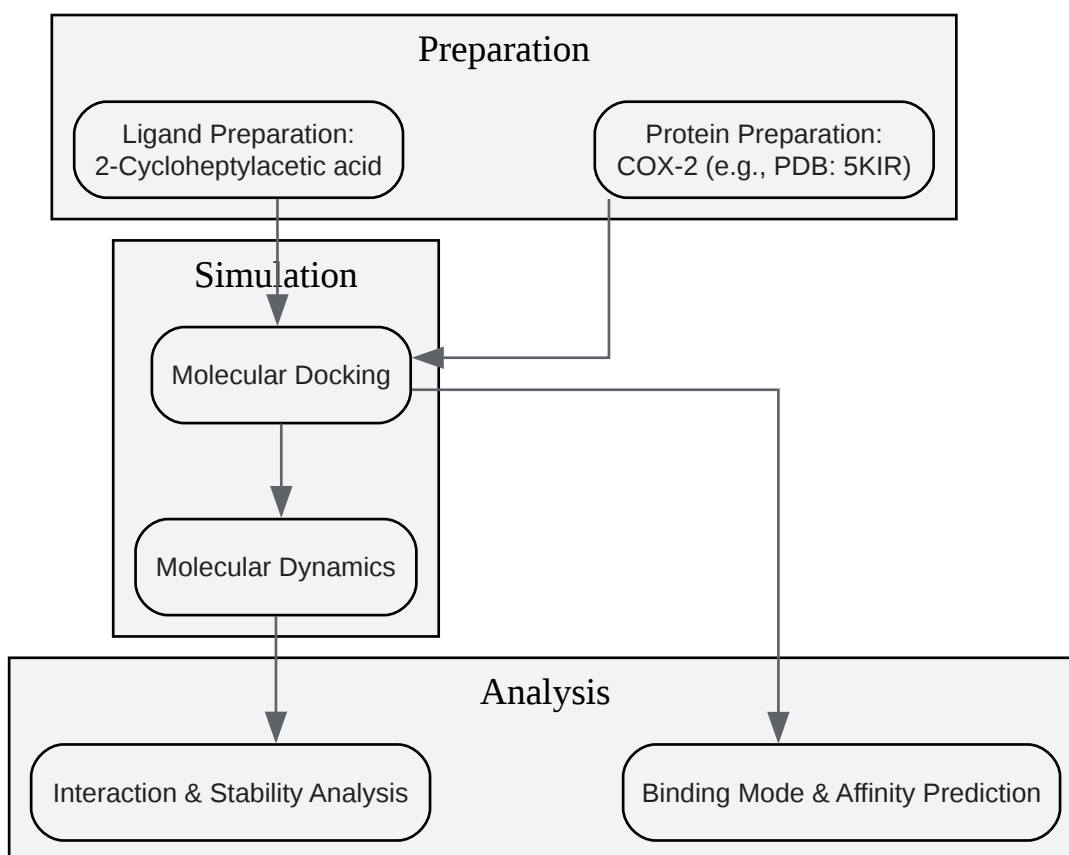 Preparation
Ligand Preparation:
2-Cycloheptylacetic acid
Protein Preparation:
COX-2 (e.g., PDB: 5KIR)
Simulation
Molecular Docking
Molecular Dynamics
Analysis
Interaction & Stability Analysis
Binding Mode & Affinity Prediction